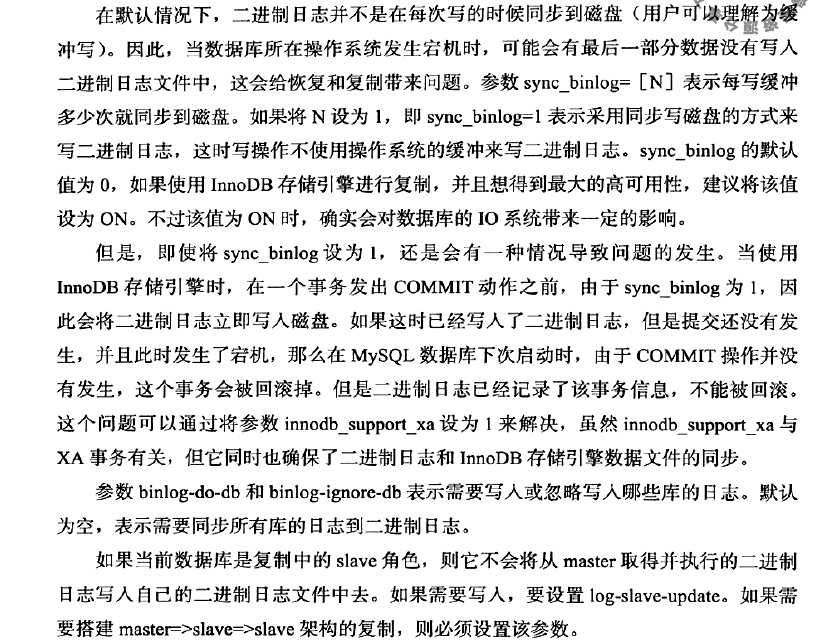 在默认情况下，二进制日志并不是在每次写的时候同步到磁盘（用户可以理解为缓
冲写）。因此，当数据库所在操作系统发生宕机时，可能会有最后一部分数据没有写入
二进制日志文件中，这会给恢复和复制带来问题。参数 sync_binlog=［N］表示每写缓冲
多少次就同步到磁盘。如果将 N 设为 1，即 sync_binlog=1 表示采用同步写磁盘的方式来
写二进制日志，这时写操作不使用操作系统的缓冲来写二进制日志。sync_binlog 的默认
值为 0，如果使用 InnoDB 存储引擎进行复制，并且想得到最大的高可用性，建议将该值
设为 ON。不过该值为 ON 时，确实会对数据库的 IO 系统带来一定的影响。
但是，即使将 sync_binlog 设为 1，还是会有一种情况导致问题的发生。当使用
InnoDB 存储引擎时，在一个事务发出 COMMIT 动作之前，由于 sync_binlog 为 1，因
此会将二进制日志立即写入磁盘。如果这时已经写入了二进制日志，但是提交还没有发
生，并且此时发生了宕机，那么在 MySQL 数据库下次启动时，由于 COMMIT 操作并没
有发生，这个事务会被回滚掉。但是二进制日志已经记录了该事务信息，不能被回滚。
这个问题可以通过将参数 innodb_support_xa 设为 1 来解决，虽然 innodb_support_xa 与
XA 事务有关，但它同时也确保了二进制日志和 InnoDB 存储引擎数据文件的同步。
参数 binlog-do-db 和 binlog-ignore-db 表示需要写入或忽略写入哪些库的日志。默认
为空，表示需要同步所有库的日志到二进制日志。
如果当前数据库是复制中的 slave 角色，则它不会将从 master 取得并执行的二进制
日志写入自己的二进制日志文件中去。如果需要写入，要设置 log-slave-update。如果需
要搭建 master=>slave=>slave 架构的复制，则必须设置该参数。